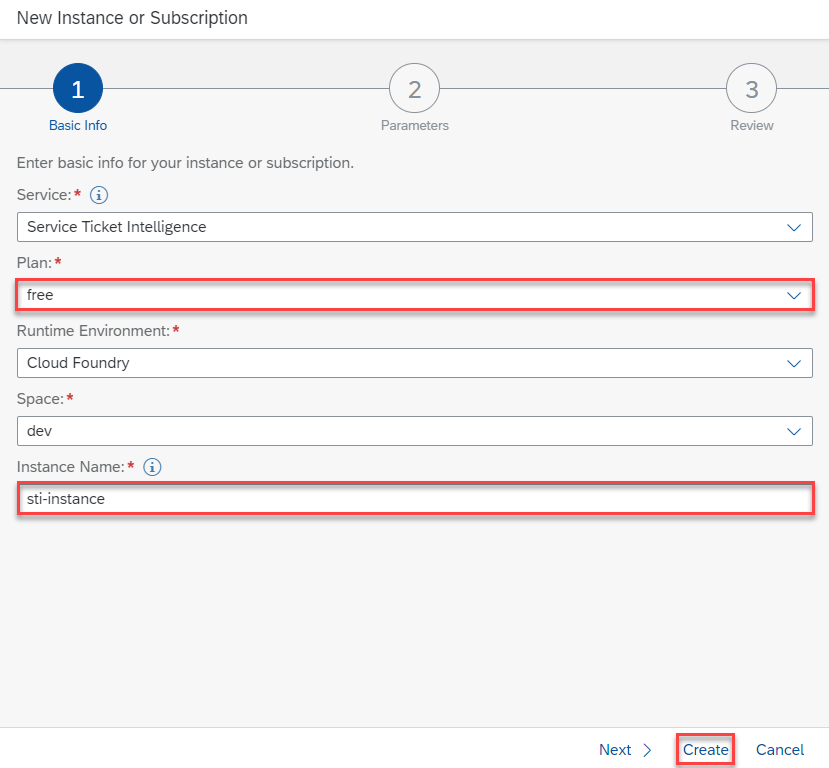 New Instance or Subscription
1
2
3
Basic Info
Parameters
Review
Enter basic info for your instance or subscription.
Service:*
Service Ticket Intelligence
Plan:*
free
Runtime Environment:*
Cloud Foundry
Space:*
dev
Instance Name:*
sti-instance
Next
Create
Cancel